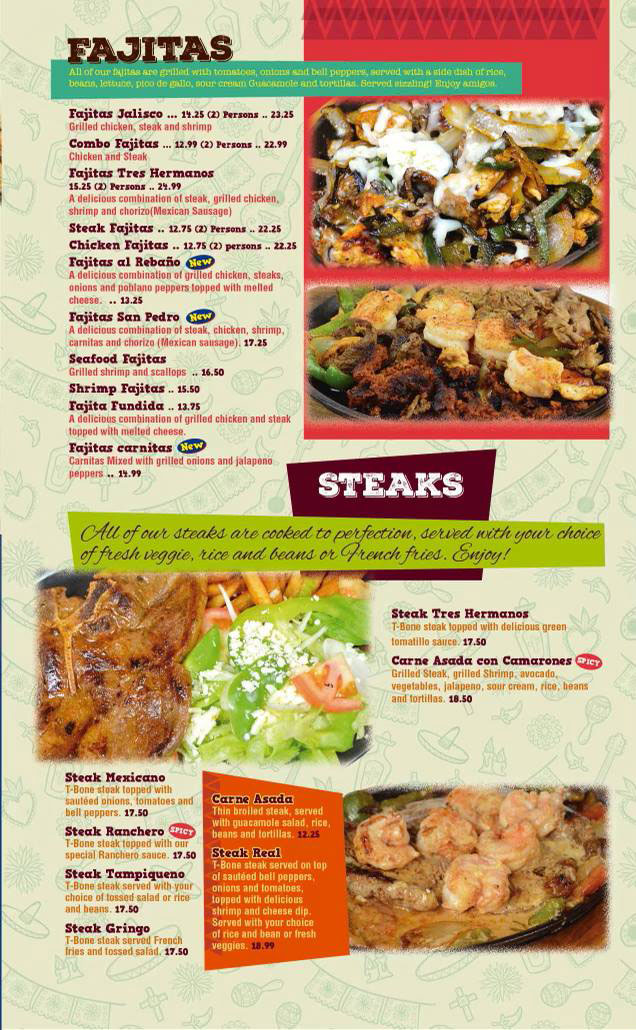 FAJITAS
All of our fajitas are grilled with tomatoes, onions and bell peppers, served with a side dish of rice,
beans, lettuce, pico de gallo, sour cream Guacamole and tortillas. Served sizzling! Enjoy amigos.
Fajitas Jalisco ... 14.25 (2) Persons .. 23.25
Grilled chicken, steak and shrimp
Combo Fajitas ... 12.99 (2) Persons .. 22.99
Chicken and Steak
Fajitas Tres Hermanos
15.25 (2) Persons .. 24.99
A delicious combination of steak, grilled chicken,
shrimp and chorizo(Mexican Sausage)
Steak Fajitas .. 12.75 (2) Persons .. 22.25
Chicken Fajitas .. 12.75 (2) persons .. 22.25
Fajitas al Rebaño New
A delicious combination of grilled chicken, steaks,
onions and poblano peppers topped with melted
cheese. .. 13.25
Fajitas San Pedro New
A delicious combination of steak, chicken, shrimp,
carnitas and chorizo (Mexican sausage). 17.25
Seafood Fajitas
Grilled shrimp and scallops .. 16.50
Shrimp Fajitas .. 15.50
Fajita Fundida .. 13.75
A delicious combination of grilled chicken and steak
topped with melted cheese.
Fajitas carnitas New
Carnitas Mixed with grilled onions and jalapeno
peppers .. 14.99
STEAKS
All of our steaks are cooked to perfection, served with your choice
of fresh veggie, rice and beans or French fries. Enjoy!
Steak Tres Hermanos
T-Bone steak topped with delicious green
tomatillo sauce. 17.50
Carne Asada con Camarones SPICY
Grilled Steak, grilled Shrimp, avocado,
vegetables, jalapeno, sour cream, rice, beans
and tortillas. 18.50
Steak Mexicano
T-Bone steak topped with
sautéed onions, tomatoes and
bell peppers. 17.50
Steak Ranchero SPICY
T-Bone steak topped with our
special Ranchero sauce. 17.50
Steak Tampiqueno
T-Bone steak served with your
choice of tossed salad or rice
and beans. 17.50
Steak Gringo
T-Bone steak served French
fries and tossed salad. 17.50
Carne Asada
Thin broiled steak, served
with guacamole salad, rice,
beans and tortillas. 12.25
Steak Real
T-Bone steak served on top
of sautéed bell peppers,
onions and tomatoes,
topped with delicious
shrimp and cheese dip.
Served with your choice
of rice and bean or fresh
veggies. 18.99